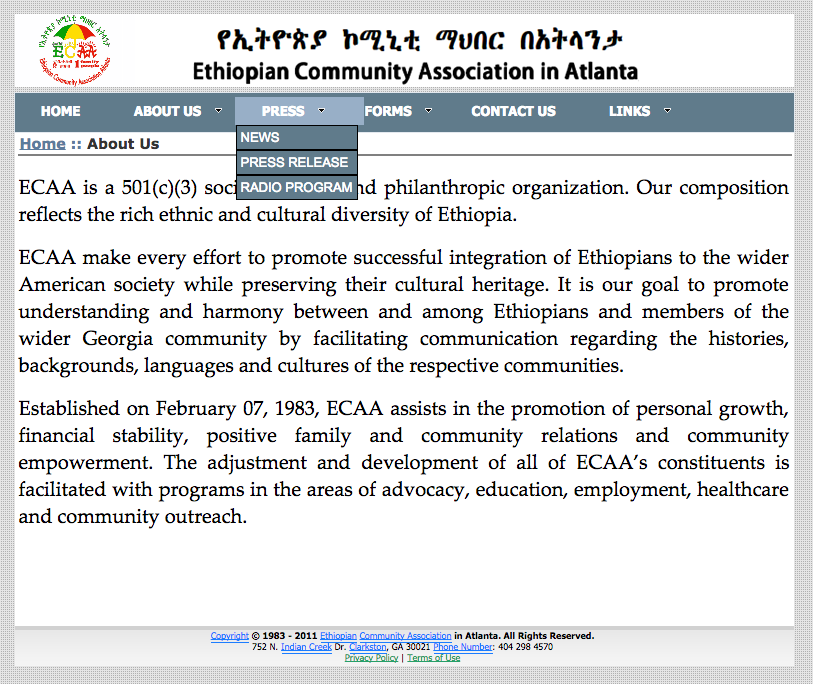 የኢትዮጵያ ኮሚኒቲ ማህበር በአትላንታ
ECAA
Ethiopian Community Association in Atlanta
HOME ABOUT US PRESS FORMS CONTACT US LINKS
NEWS
PRESS RELEASE
RADIO PROGRAM
Home :: About Us
ECAA is a 501(c)(3) soci nd philanthropic organization. Our composition
reflects the rich ethnic and cultural diversity of Ethiopia.
ECAA make every effort to promote successful integration of Ethiopians to the wider
American society while preserving their cultural heritage. It is our goal to promote
understanding and harmony between and among Ethiopians and members of the
wider Georgia community by facilitating communication regarding the histories,
backgrounds, languages and cultures of the respective communities.
Established on February 07, 1983, ECAA assists in the promotion of personal growth,
financial stability, positive family and community relations and community
empowerment. The adjustment and development of all of ECAA’s constituents is
facilitated with programs in the areas of advocacy, education, employment, healthcare
and community outreach.
Copyright © 1983 - 2011 Ethiopian Community Association in Atlanta. All Rights Reserved.
752 N. Indian Creek Dr. Clarkston, GA 30021 Phone Number: 404 298 4570
Privacy Policy | Terms of Use